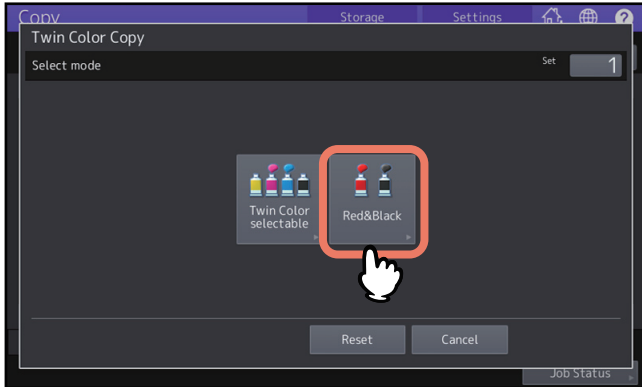 Copy
Storage
Settings
?
Twin Color Copy
Select mode
Set
1
Twin Color
selectable
Red&Black
Reset
Cancel
Job Status